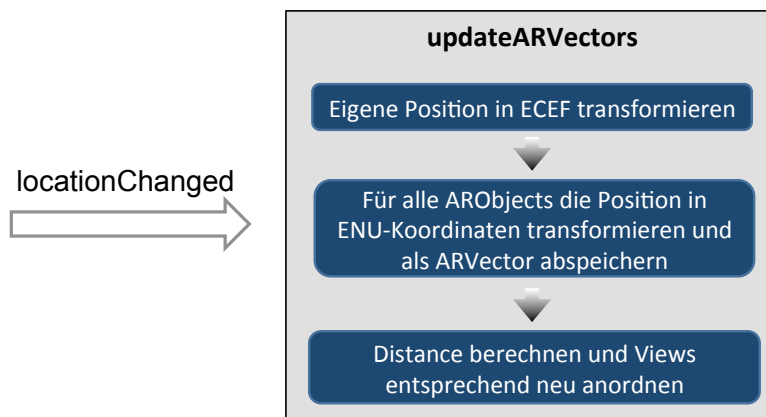 updateARVectors
Eigene Position in ECEF transformieren
locationChanged
Für alle ARObjects die Position in
ENU-Koordinaten transformieren und
als ARVector abspeichern
Distance berechnen und Views
entsprechend neu anordnen